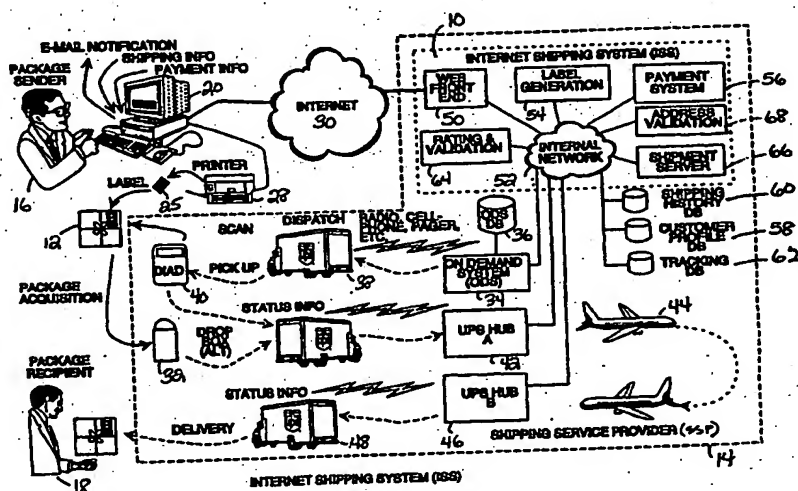 10
INTERNET SHIPPING SYSTEM (ISS)
E-MAIL NOTIFICATION
SHIPPING INFO
PAYMENT INFO
PACKAGE
SENDER
20
INTERNET
30
WEB
FRONT
END
50
LABEL
GENERATION
54
PAYMENT
SYSTEM
56
ADDRESS
VALIDATION
68
RATING &
VALIDATION
64
INTERNAL
NETWORK
52
SHIPMENT
SERVER
66
16
PRINTER
28
LABEL
25
12
SCAN
DISPATCH
RADIO, CELL-
PHONE, PAGER,
ETC.
ODS
DB
36
SHIPPING
HISTORY
DB
60
CUSTOMER
PROFILE
DB
58
TRACKING
DB
62
DIAD
40
PICK UP
38
ON DEMAND
SYSTEM
(ODS)
34
PACKAGE
ACQUISITION
STATUS INFO
DROP
BOX
(ALT)
32
UPS HUB
A
42
44
PACKAGE
RECIPIENT
STATUS INFO
UPS HUB
B
46
DELIVERY
48
18
SHIPPING SERVICE PROVIDER (SSP)
14
INTERNET SHIPPING SYSTEM (ISS)